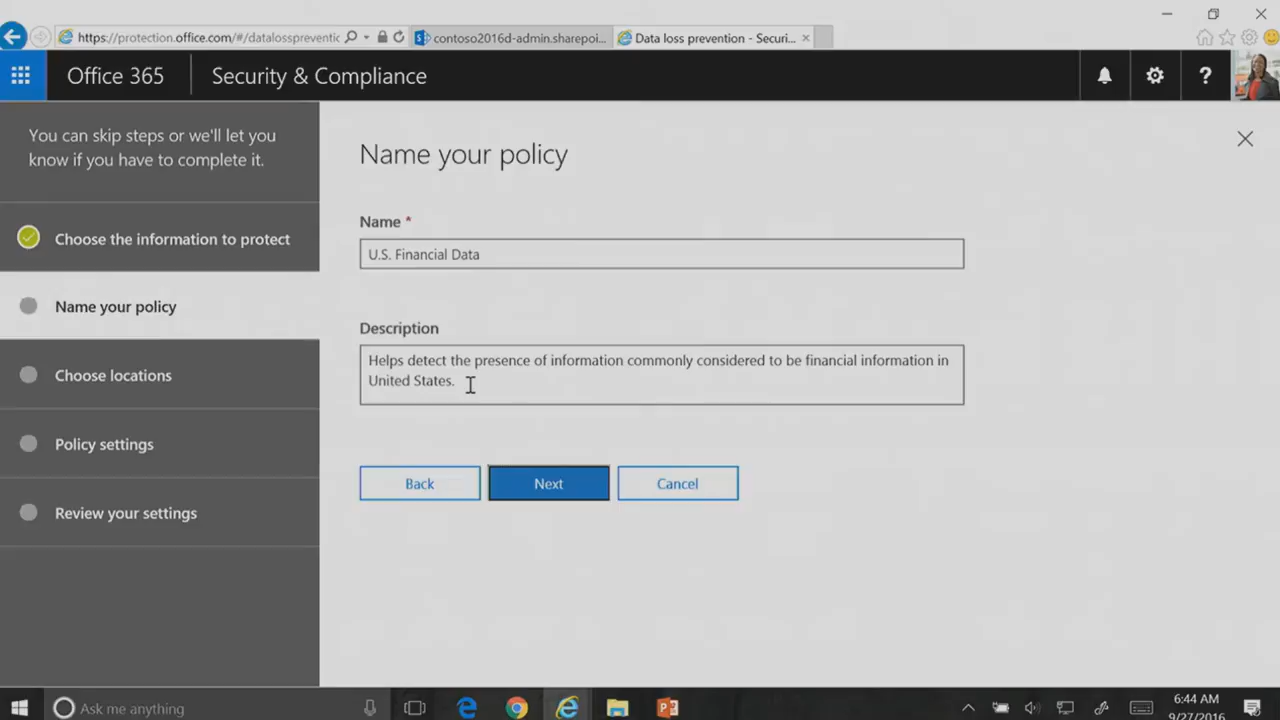 https://protection.office.com/#/datalosspreventic
contoso2016d-admin.sharepoi...
Data loss prevention - Securi...
Office 365
Security & Compliance
You can skip steps or we'll let you
know if you have to complete it.
Choose the information to protect
Name your policy
Choose locations
Policy settings
Review your settings
Name your policy
Name *
U.S. Financial Data
Description
Helps detect the presence of information commonly considered to be financial information in
United States.
Back
Next
Cancel
Ask me anything
6:44 AM
9/27/2016